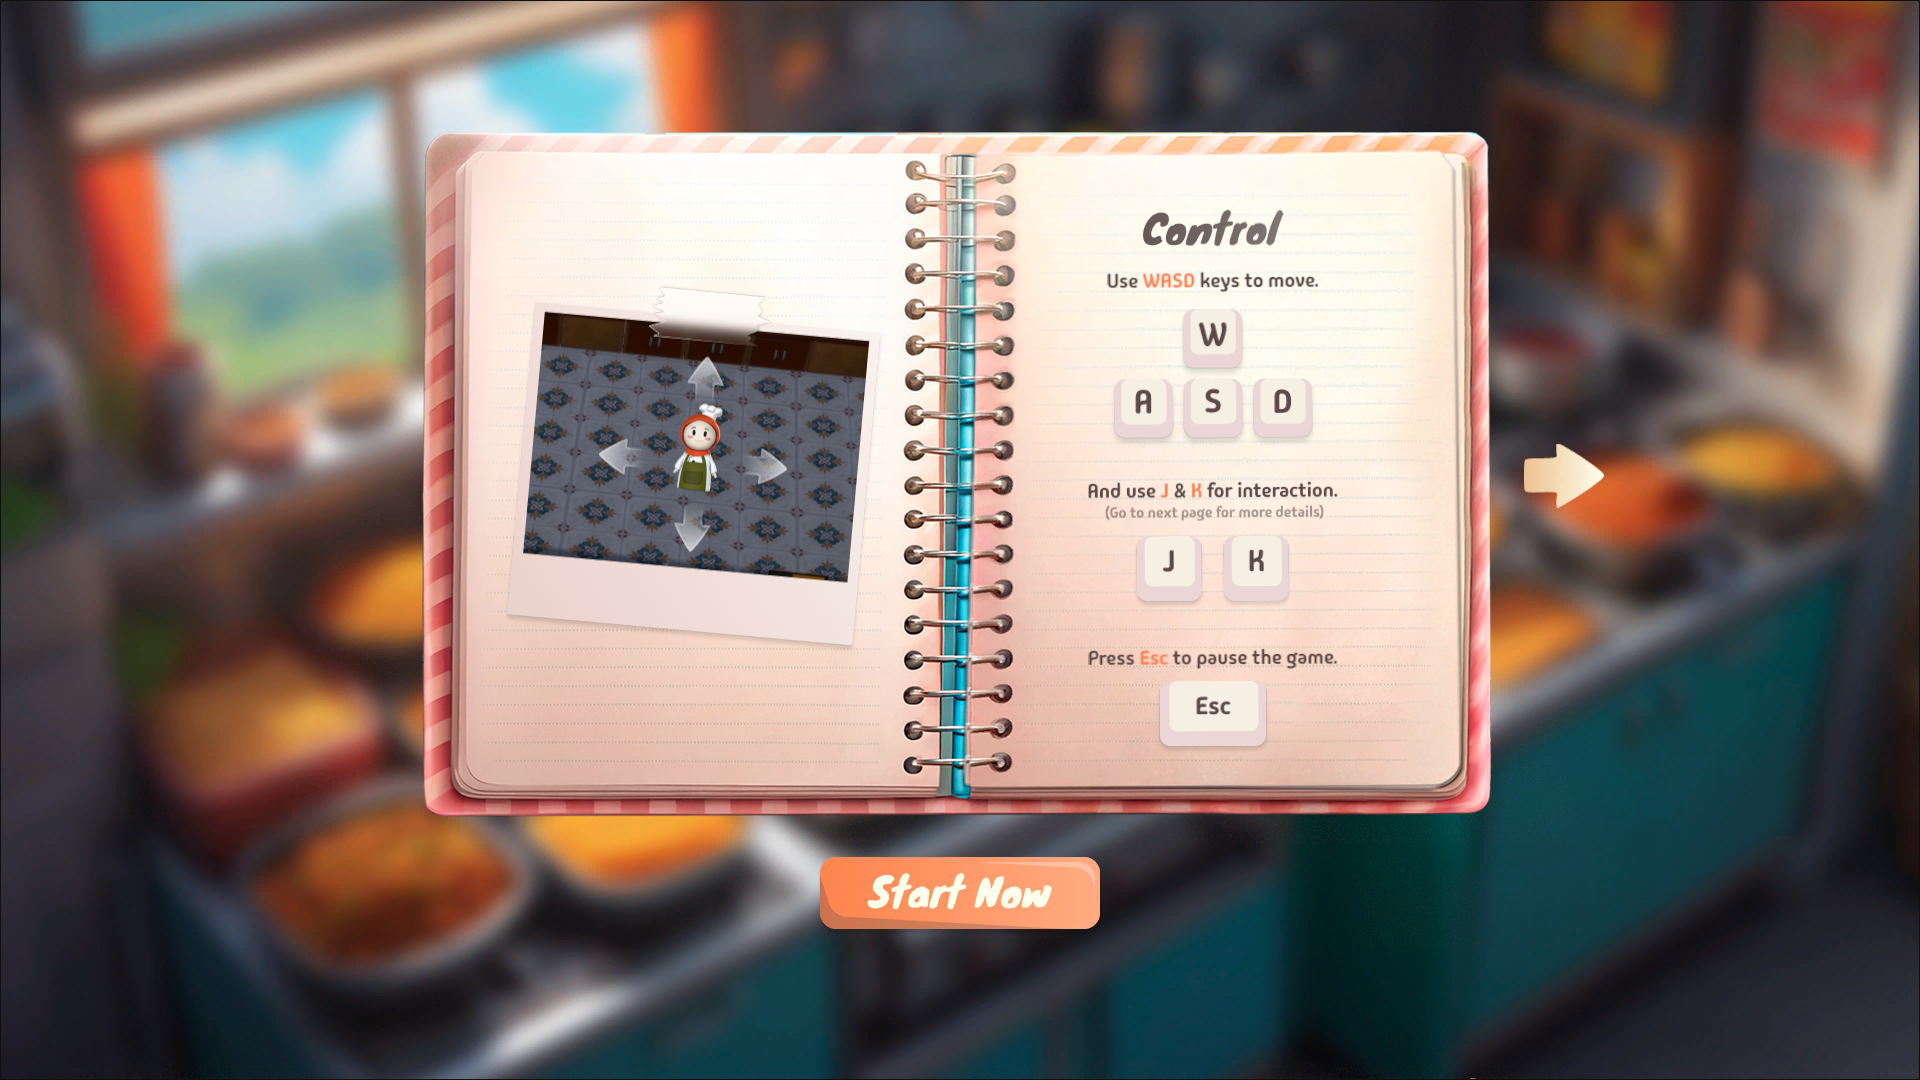 Control
Use WASD keys to move.
W
A S D
And use J & K for interaction.
(Go to next page for more details)
J K
Press Esc to pause the game.
Esc
Start Now